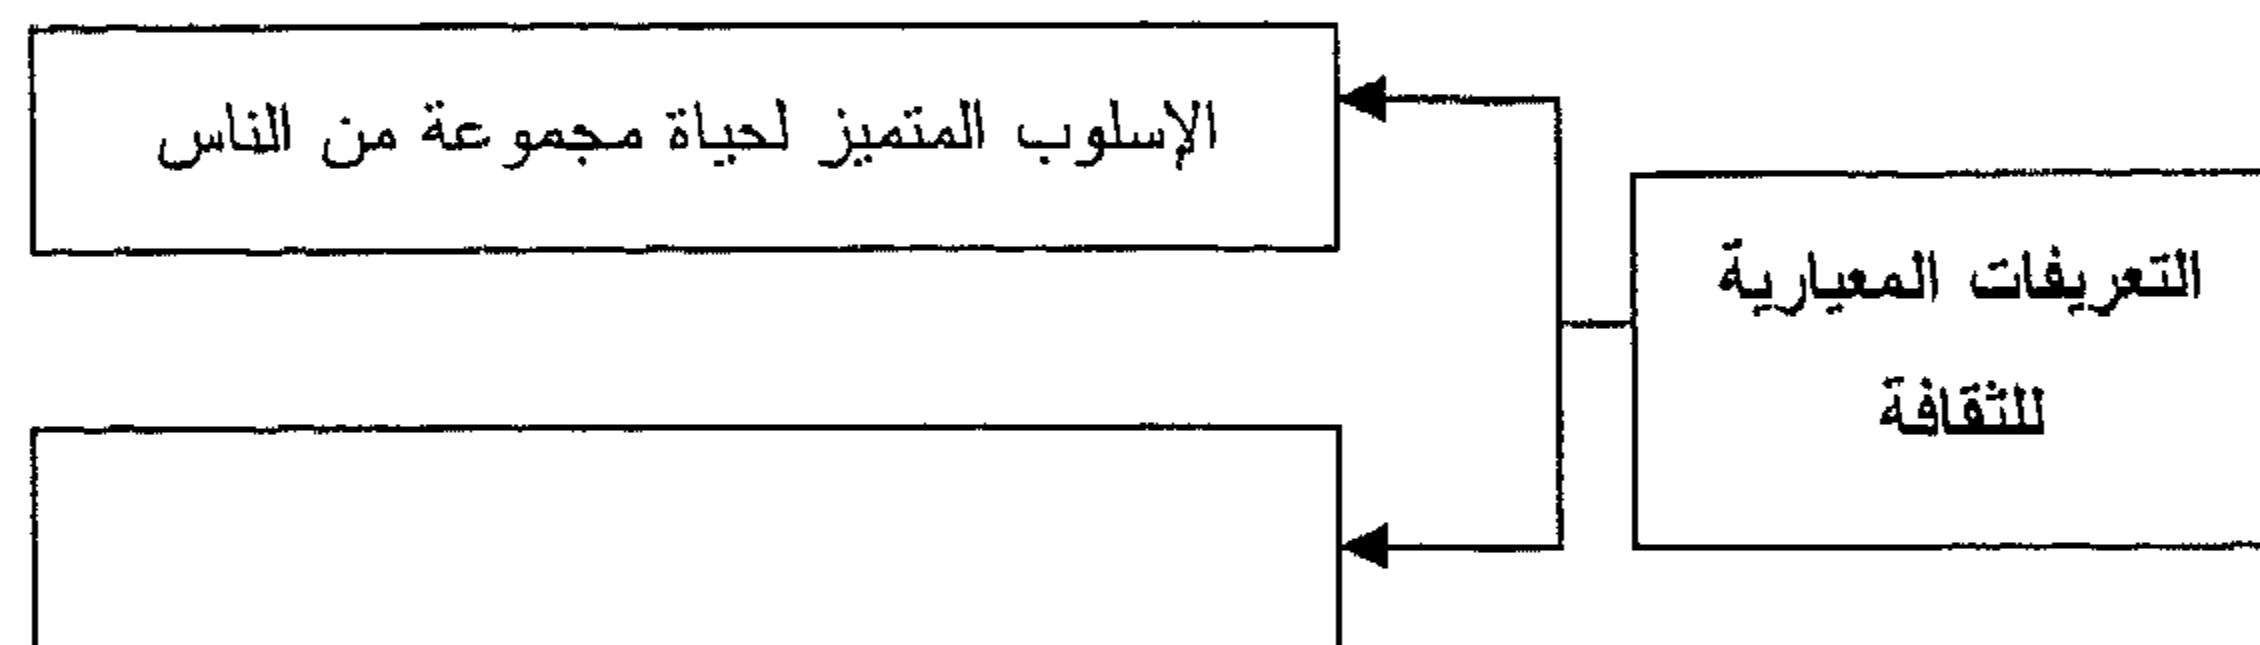 الإسلوب المتميز لحياة مجموعة من الناس
التعريفات المعيارية
للثقافة